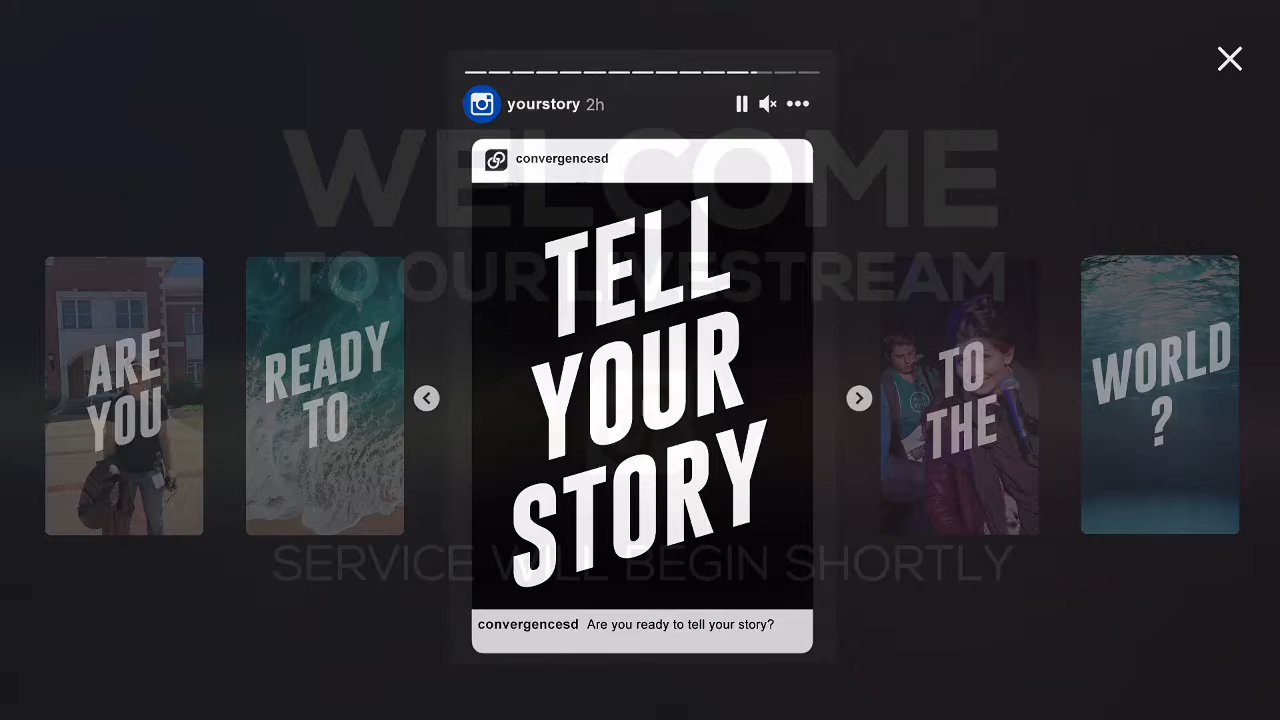 yourstory 2h
convergencesd
WELCOME
TO OUR LIVESTREAM
ARE
YOU
READY
TO
TELL
YOUR
STORY
TO
THE
WORLD
?
SERVICE WILL BEGIN SHORTLY
convergencesd Are you ready to tell your story?